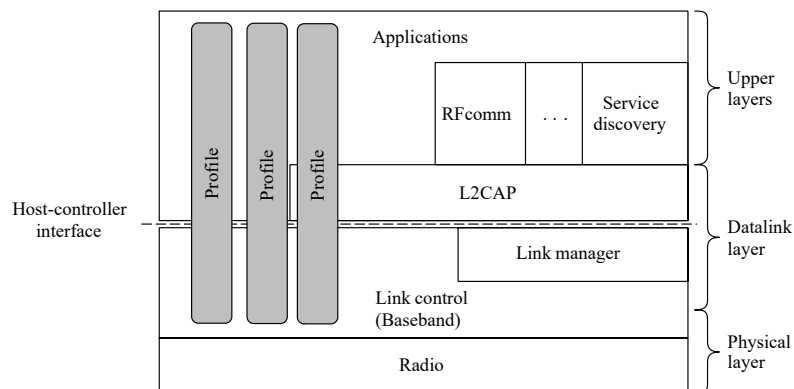 Applications
Upper
layers
RFcomm
. . .
Service
discovery
Profile
Profile
Profile
L2CAP
Host-controller
interface
Datalink
layer
Link manager
Link control
(Baseband)
Physical
layer
Radio